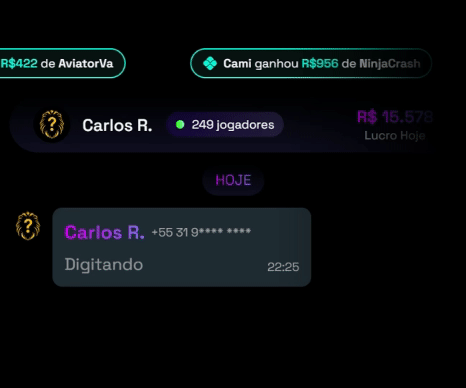 R$422 de AviatorVa
Cami ganhou R$956 de NinjaCrash
Carlos R. 249 jogadores
R$ 15.578
Lucro Hoje
HOJE
Carlos R. +55 31 9**** ****
Digitando
22:25